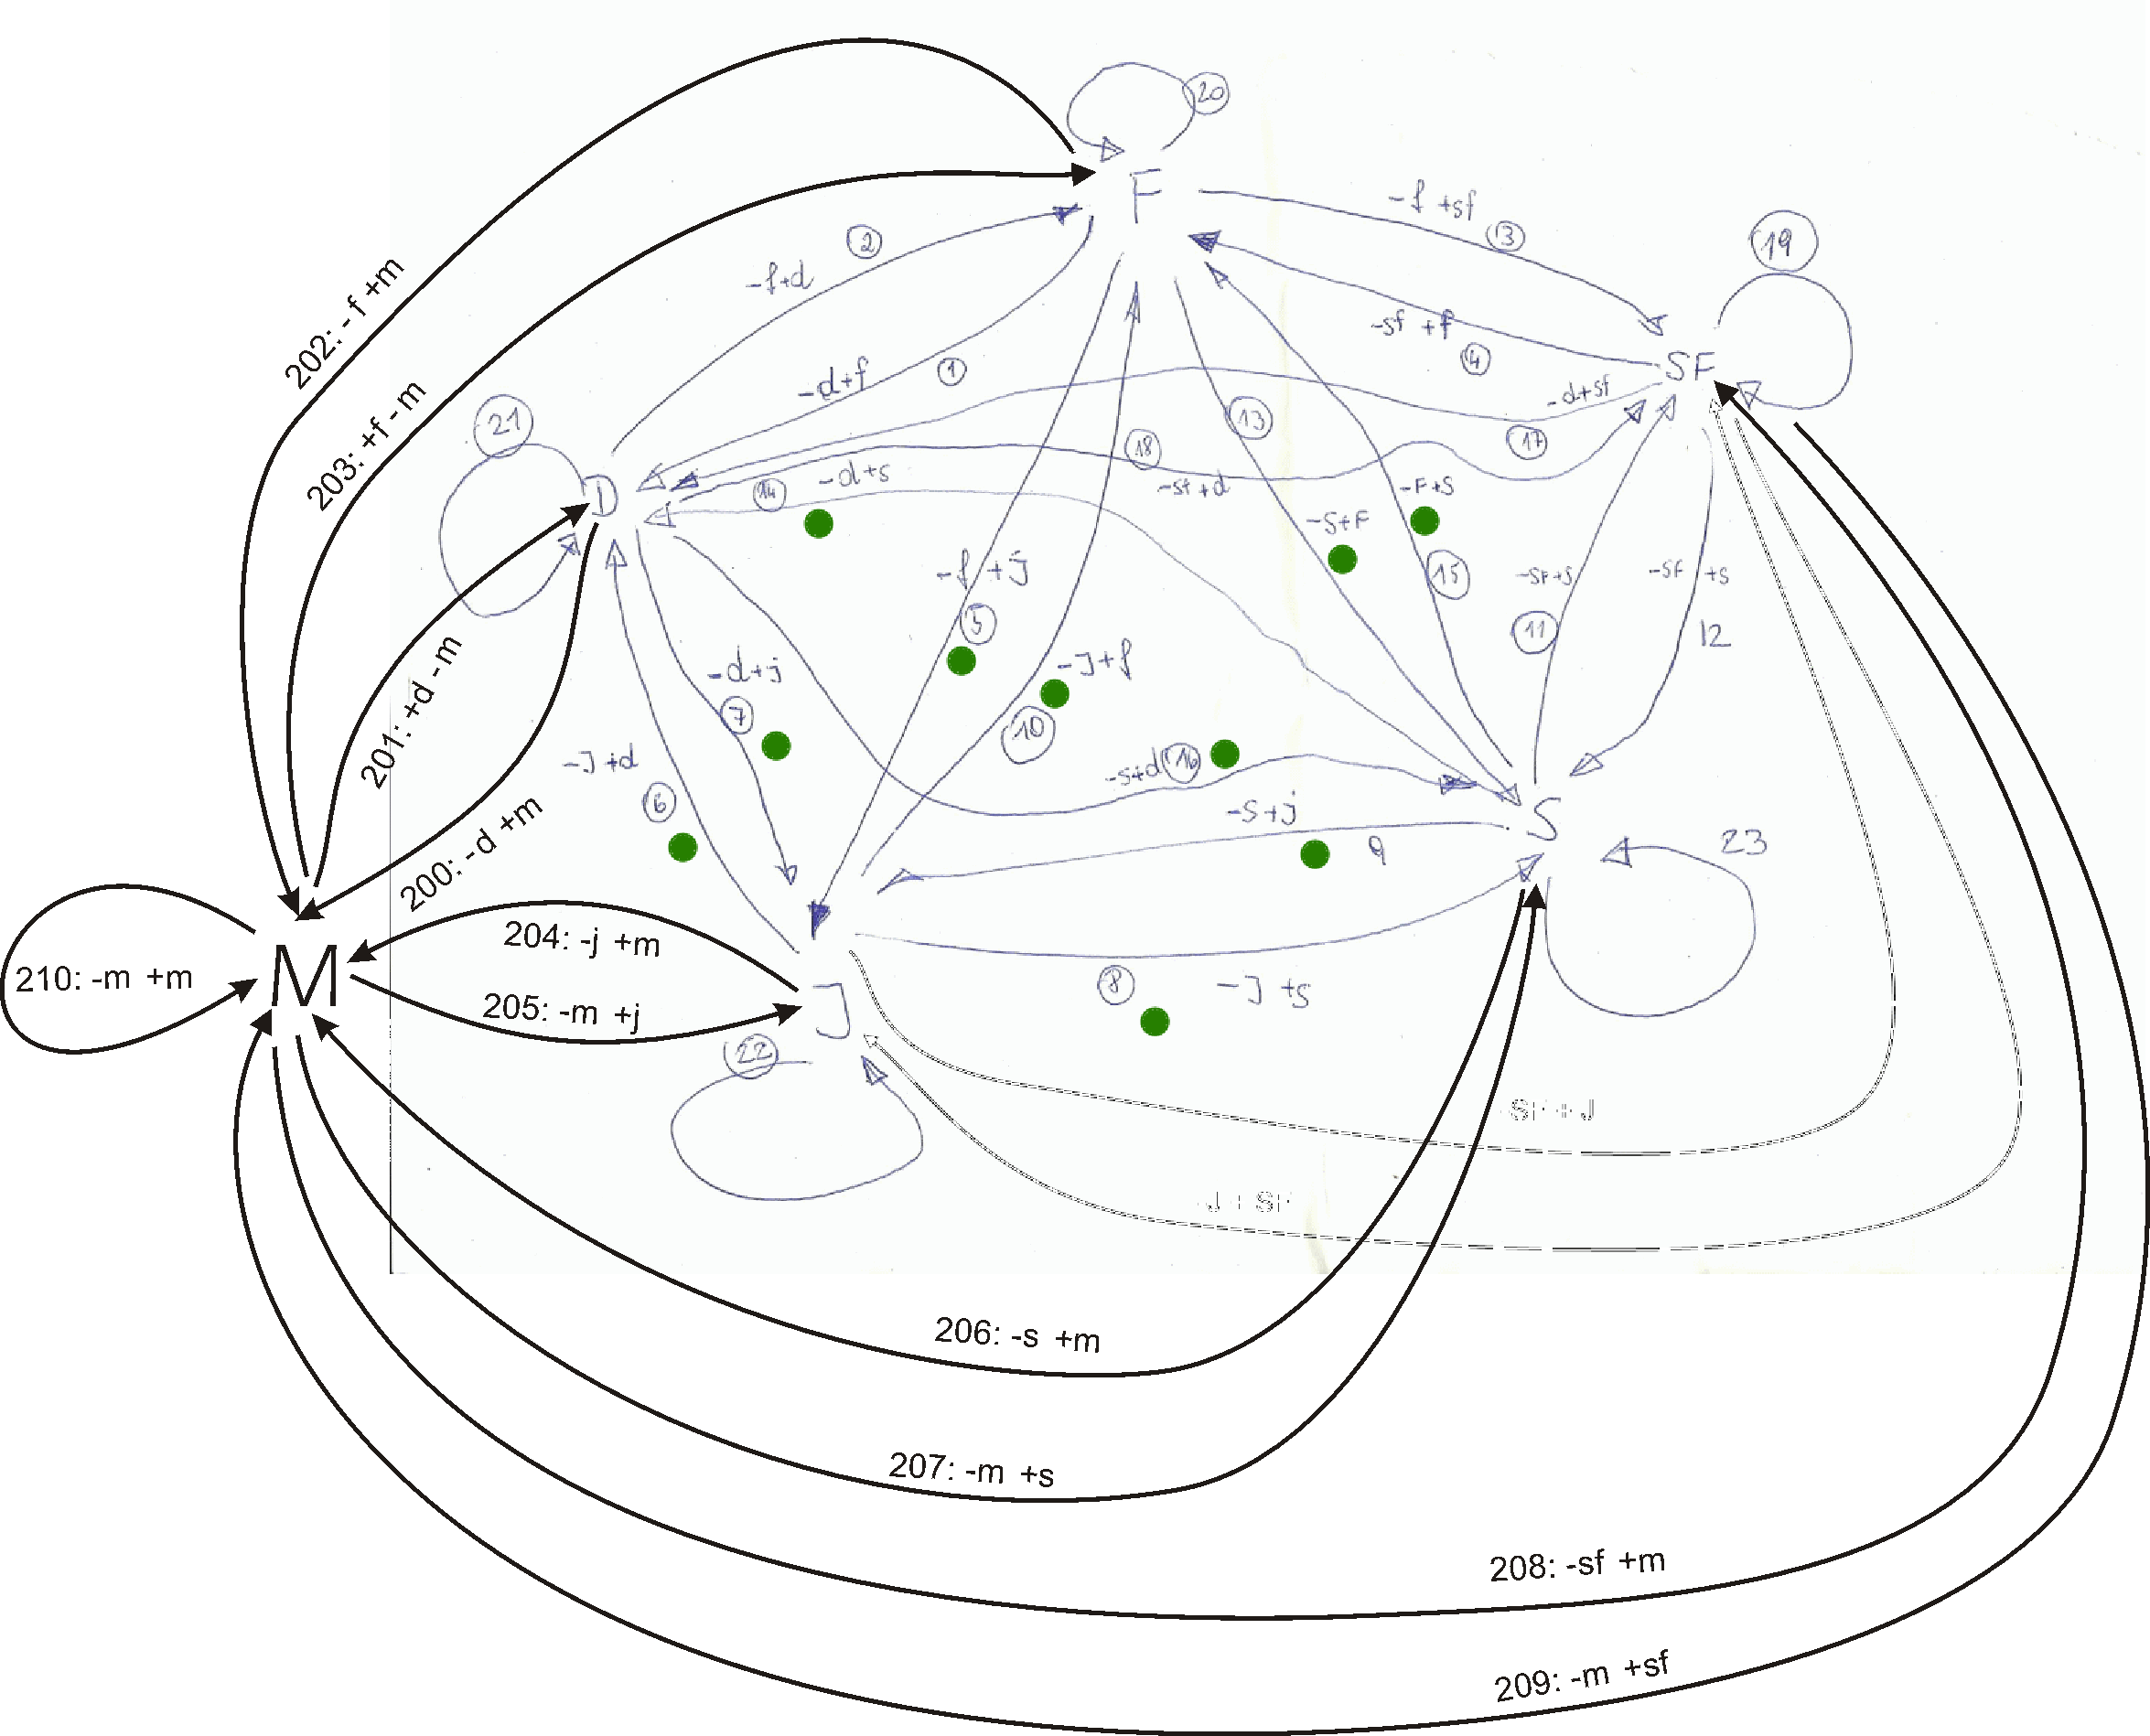 20
F
-f +sf
3
19
2
-f+d
202: - f +m
-sf +f
4
SF
1
-d+f
-d+sf
203: +f - m
21
13
17
18
-d+s
14
-sf+d
D
-F+S
-S+F
-f +j
15
-SF+S
-SF +s
5
11
12
201: +d - m
-d+j
-J+f
7
10
-J+d
-s+d
16
6
-S+j
S
200: -d +m
9
23
204: -j +m
M
210: -m +m
8
-J +s
205: -m +j
J
22
SF + J
J + SF
206: -s +m
207: -m +s
208: -sf +m
209: -m +sf